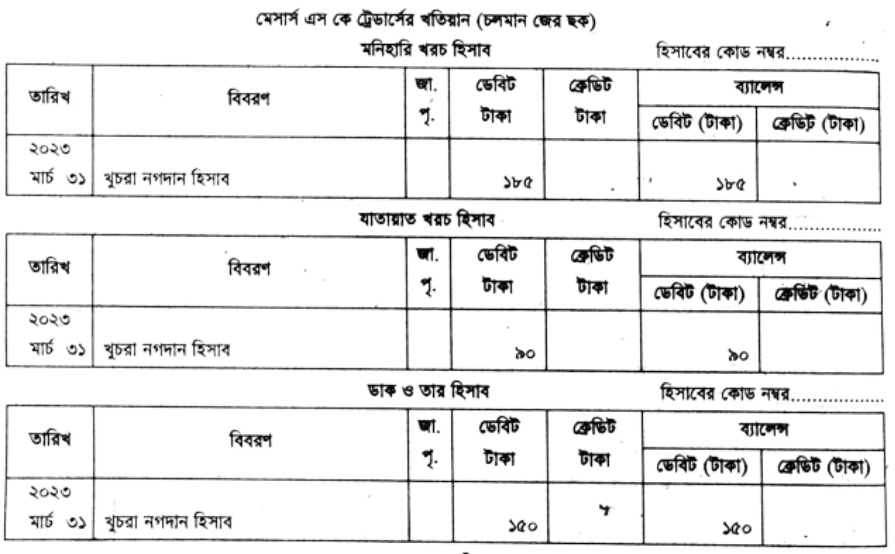 মেসার্স এস কে ট্রেডার্সের খতিয়ান (চলমান জের ছক)
মনিহারি খরচ হিসাব হিসাবের কোড নম্বর..................
তারিখ বিবরণ জা. পৃ. ডেবিট টাকা ক্রেডিট টাকা ব্যালেন্স
ডেবিট (টাকা) ক্রেডিট (টাকা)
২০২৩
মার্চ ৩১ খুচরা নগদান হিসাব ১৮৫ ১৮৫
যাতায়াত খরচ হিসাব হিসাবের কোড নম্বর..................
তারিখ বিবরণ জা. পৃ. ডেবিট টাকা ক্রেডিট টাকা ব্যালেন্স
ডেবিট (টাকা) ক্রেডিট (টাকা)
২০২৩
মার্চ ৩১ খুচরা নগদান হিসাব ৯০ ৯০
ডাক ও তার হিসাব হিসাবের কোড নম্বর..................
তারিখ বিবরণ জা. পৃ. ডেবিট টাকা ক্রেডিট টাকা ব্যালেন্স
ডেবিট (টাকা) ক্রেডিট (টাকা)
২০২৩
মার্চ ৩১ খুচরা নগদান হিসাব ১৫০ ১৫০